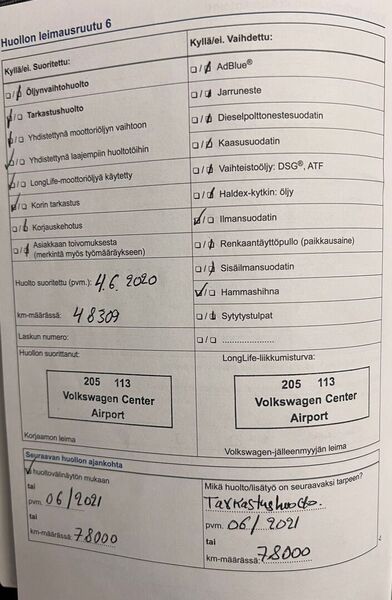 Huollon leimausruutu 6
Kyllä/ei. Suoritettu:
Öljynvaihtohuolto
Tarkastushuolto
Yhdistettynä moottoriöljyn vaihtoon
Yhdistettynä laajempiin huoltotöihin
LongLife-moottoriöljyä käytetty
Korin tarkastus
Korjauskehotus
Asiakkaan toivomuksesta
(merkintä myös työmääräykseen)
Huolto suoritettu (pvm.): 4.6.2020
km-määrässä: 48309
Laskun numero:
Huollon suorittanut:
205 113
Volkswagen Center
Airport
Korjaamon leima
Kyllä/ei. Vaihdettu:
AdBlue®
Jarruneste
Dieselpolttonestesuodatin
Kaasusuodatin
Vaihteistoöljy: DSG®, ATF
Haldex-kytkin: öljy
Ilmansuodatin
Renkaantäyttöpullo (paikkausaine)
Sisäilmansuodatin
Hammashihna
Sytytystulpat
......................
LongLife-liikkumisturva:
205 113
Volkswagen Center
Airport
Volkswagen-jälleenmyyjän leima
Seuraavan huollon ajankohta
huoltovälinäytön mukaan
tai
pvm. 06/2021
tai
km-määrässä: 78000
Mikä huolto/lisätyö on seuraavaksi tarpeen?
Tarkastushuolto.
pvm. 06/2021
tai
km-määrässä: 78000